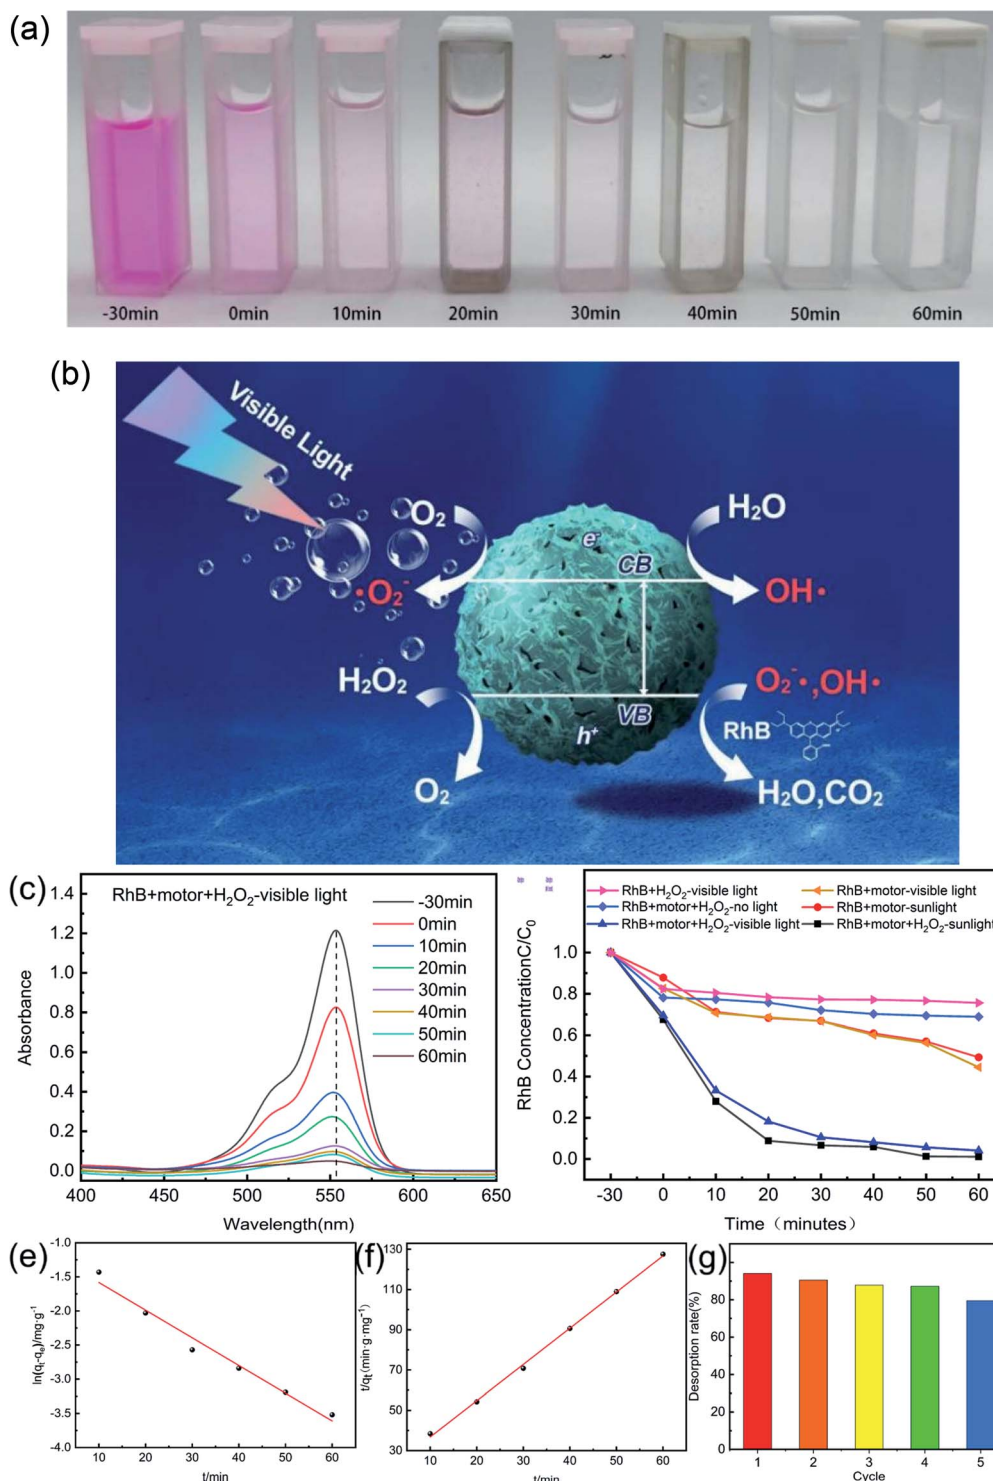 (a)
-30min 0min 10min 20min 30min 40min 50min 60min
(b)
Visible Light
O₂
H₂O
e⁻
CB
·O₂⁻
OH·
H₂O₂
O₂⁻·,OH·
VB
h⁺
RhB
O₂
H₂O,CO₂
(c)
RhB+motor+H₂O₂-visible light
-30min
0min
10min
20min
30min
40min
50min
60min
Absorbance
1.4
1.2
1.0
0.8
0.6
0.4
0.2
0.0
400 450 500 550 600 650
Wavelength(nm)
RhB+H₂O₂-visible light
RhB+motor-visible light
RhB+motor+H₂O₂-no light
RhB+motor-sunlight
RhB+motor+H₂O₂-visible light
RhB+motor+H₂O₂-sunlight
RhB ConcentrationC/C₀
1.0
0.8
0.6
0.4
0.2
0.0
-30 0 10 20 30 40 50 60
Time（minutes）
(e)
ln(qₜ-qₑ)/mg·g⁻¹
-1.0
-1.5
-2.0
-2.5
-3.0
-3.5
-4.0
10 20 30 40 50 60
t/min
(f)
t/qt(min·g·mg⁻¹)
130
110
90
70
50
30
10 20 30 40 50 60
t/min
(g)
Desorption rate(%)
80
60
40
20
0
1 2 3 4 5
Cycle